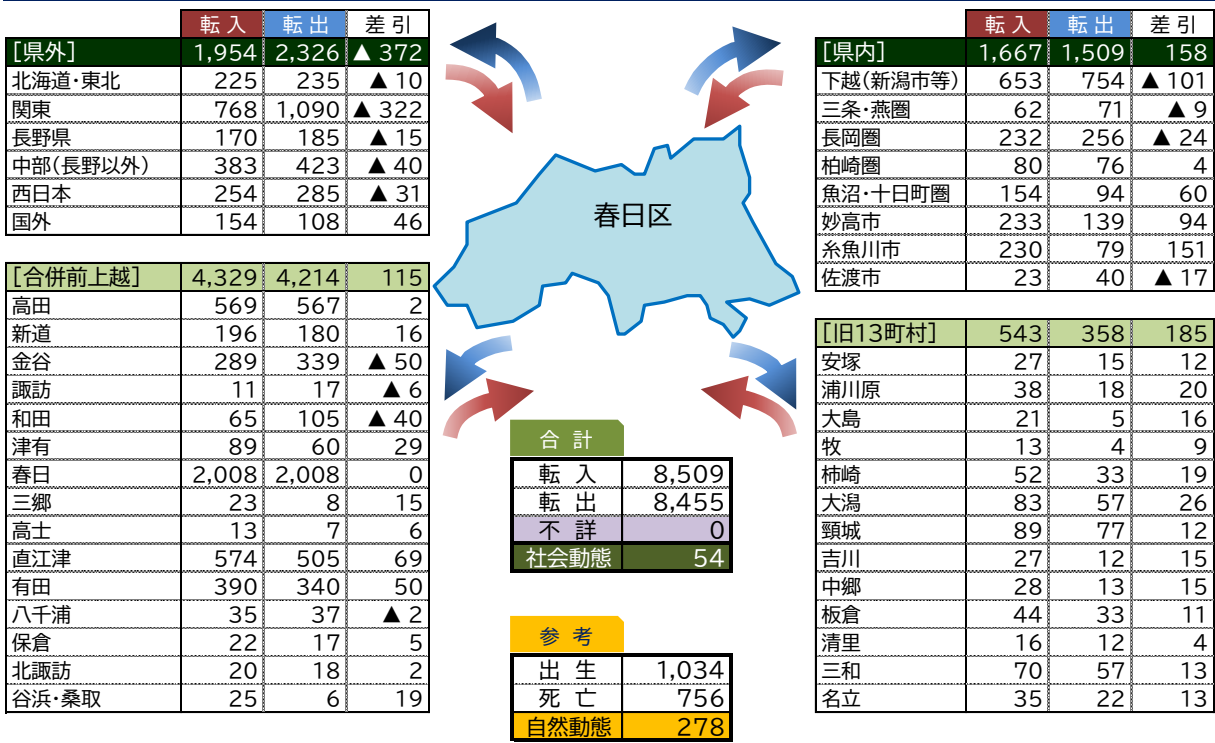 転入 転出 差引
[県外] 1,954 2,326 ▲ 372
北海道・東北 225 235 ▲ 10
関東 768 1,090 ▲ 322
長野県 170 185 ▲ 15
中部(長野以外) 383 423 ▲ 40
西日本 254 285 ▲ 31
国外 154 108 46
[合併前上越] 4,329 4,214 115
高田 569 567 2
新道 196 180 16
金谷 289 339 ▲ 50
諏訪 11 17 ▲ 6
和田 65 105 ▲ 40
津有 89 60 29
春日 2,008 2,008 0
三郷 23 8 15
高士 13 7 6
直江津 574 505 69
有田 390 340 50
八千浦 35 37 ▲ 2
保倉 22 17 5
北諏訪 20 18 2
谷浜・桑取 25 6 19
春日区
合計
転入 8,509
転出 8,455
不詳 0
社会動態 54
参考
出生 1,034
死亡 756
自然動態 278
転入 転出 差引
[県内] 1,667 1,509 158
下越(新潟市等) 653 754 ▲ 101
三条・燕圏 62 71 ▲ 9
長岡圏 232 256 ▲ 24
柏崎圏 80 76 4
魚沼・十日町圏 154 94 60
妙高市 233 139 94
糸魚川市 230 79 151
佐渡市 23 40 ▲ 17
[旧13町村] 543 358 185
安塚 27 15 12
浦川原 38 18 20
大島 21 5 16
牧 13 4 9
柿崎 52 33 19
大潟 83 57 26
頸城 89 77 12
吉川 27 12 15
中郷 28 13 15
板倉 44 33 11
清里 16 12 4
三和 70 57 13
名立 35 22 13